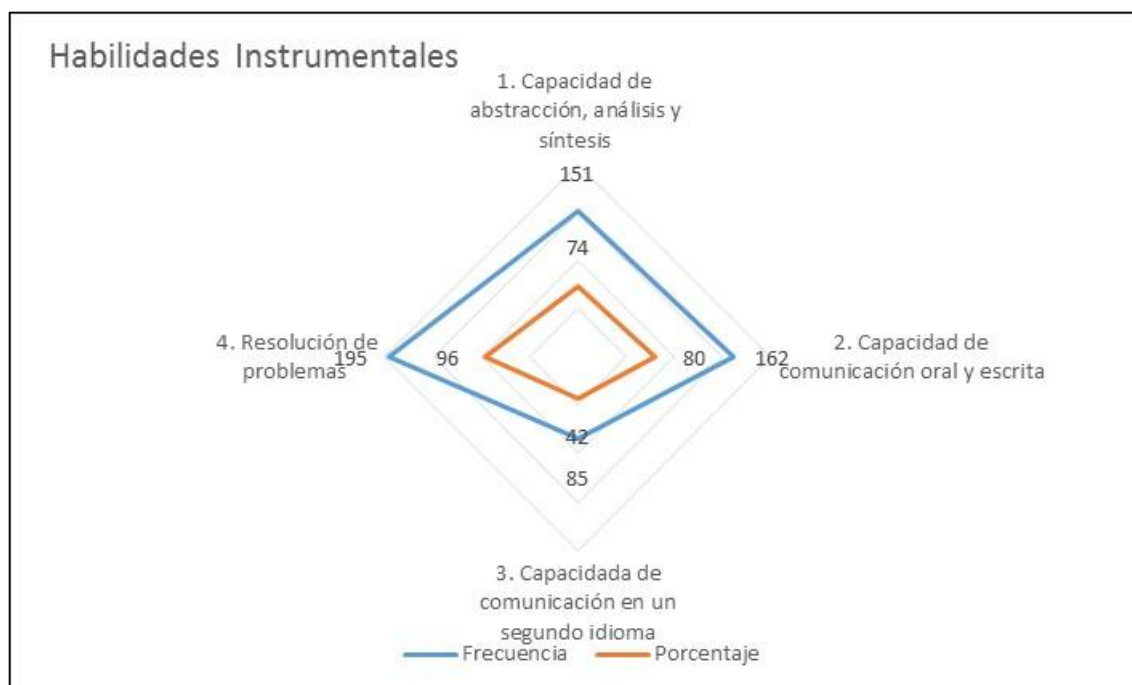 Habilidades Instrumentales
1. Capacidad de
abstracción, análisis y
síntesis
151
74
4. Resolución de
problemas
195
96
80
162
2. Capacidad de
comunicación oral y escrita
42
85
3. Capacidada de
comunicación en un
segundo idioma
Frecuencia
Porcentaje